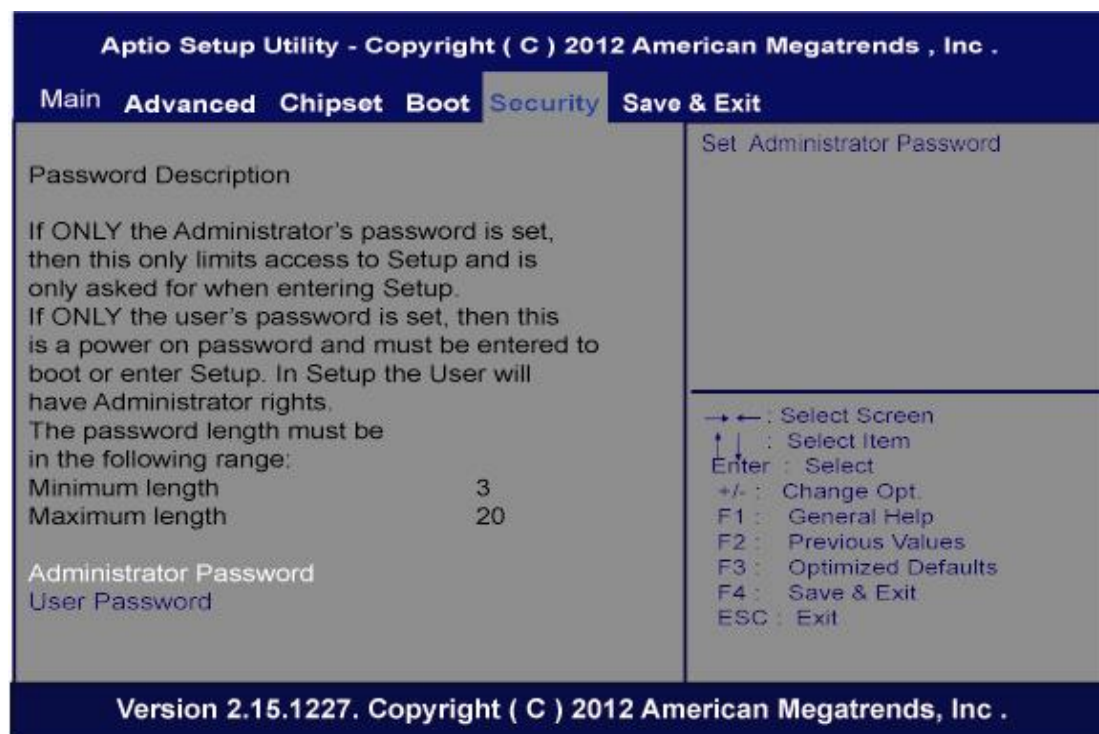 Aptio Setup Utility - Copyright ( C ) 2012 American Megatrends , Inc .
Main Advanced Chipset Boot Security Save & Exit
Password Description
If ONLY the Administrator's password is set,
then this only limits access to Setup and is
only asked for when entering Setup.
If ONLY the user's password is set, then this
is a power on password and must be entered to
boot or enter Setup. In Setup the User will
have Administrator rights.
The password length must be
in the following range:
Minimum length 3
Maximum length 20
Administrator Password
User Password
Set Administrator Password
→ ← : Select Screen
↑ ↓ : Select Item
Enter : Select
+/- : Change Opt.
F1 : General Help
F2 : Previous Values
F3 : Optimized Defaults
F4 : Save & Exit
ESC : Exit
Version 2.15.1227. Copyright ( C ) 2012 American Megatrends, Inc .